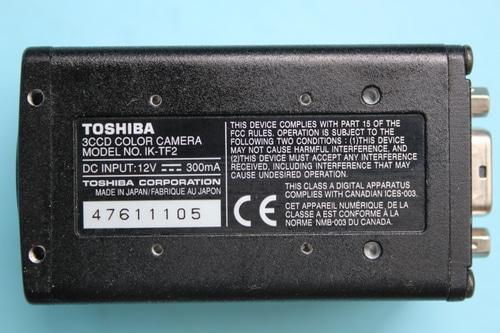 TOSHIBA
3CCD COLOR CAMERA
MODEL NO. IK-TF2
DC INPUT:12V ⎓ 300mA
TOSHIBA CORPORATION
MADE IN JAPAN/FABRIQUE AU JAPON
47611105
THIS DEVICE COMPLIES WITH PART 15 OF THE
FCC RULES. OPERATION IS SUBJECT TO THE
FOLLOWING TWO CONDITIONS : (1)THIS DEVICE
MAY NOT CAUSE HARMFUL INTERFERENCE, AND
(2)THIS DEVICE MUST ACCEPT ANY INTERFERENCE
RECEIVED, INCLUDING INTERFERENCE THAT MAY
CAUSE UNDESIRED OPERATION.
CE
THIS CLASS A DIGITAL APPARATUS
COMPLIES WITH CANADIAN ICES-003.
CET APPAREIL NUMÉRIQUE DE LA
CLASSE A EST CONFORME À LA
NORME NMB-003 DU CANADA.